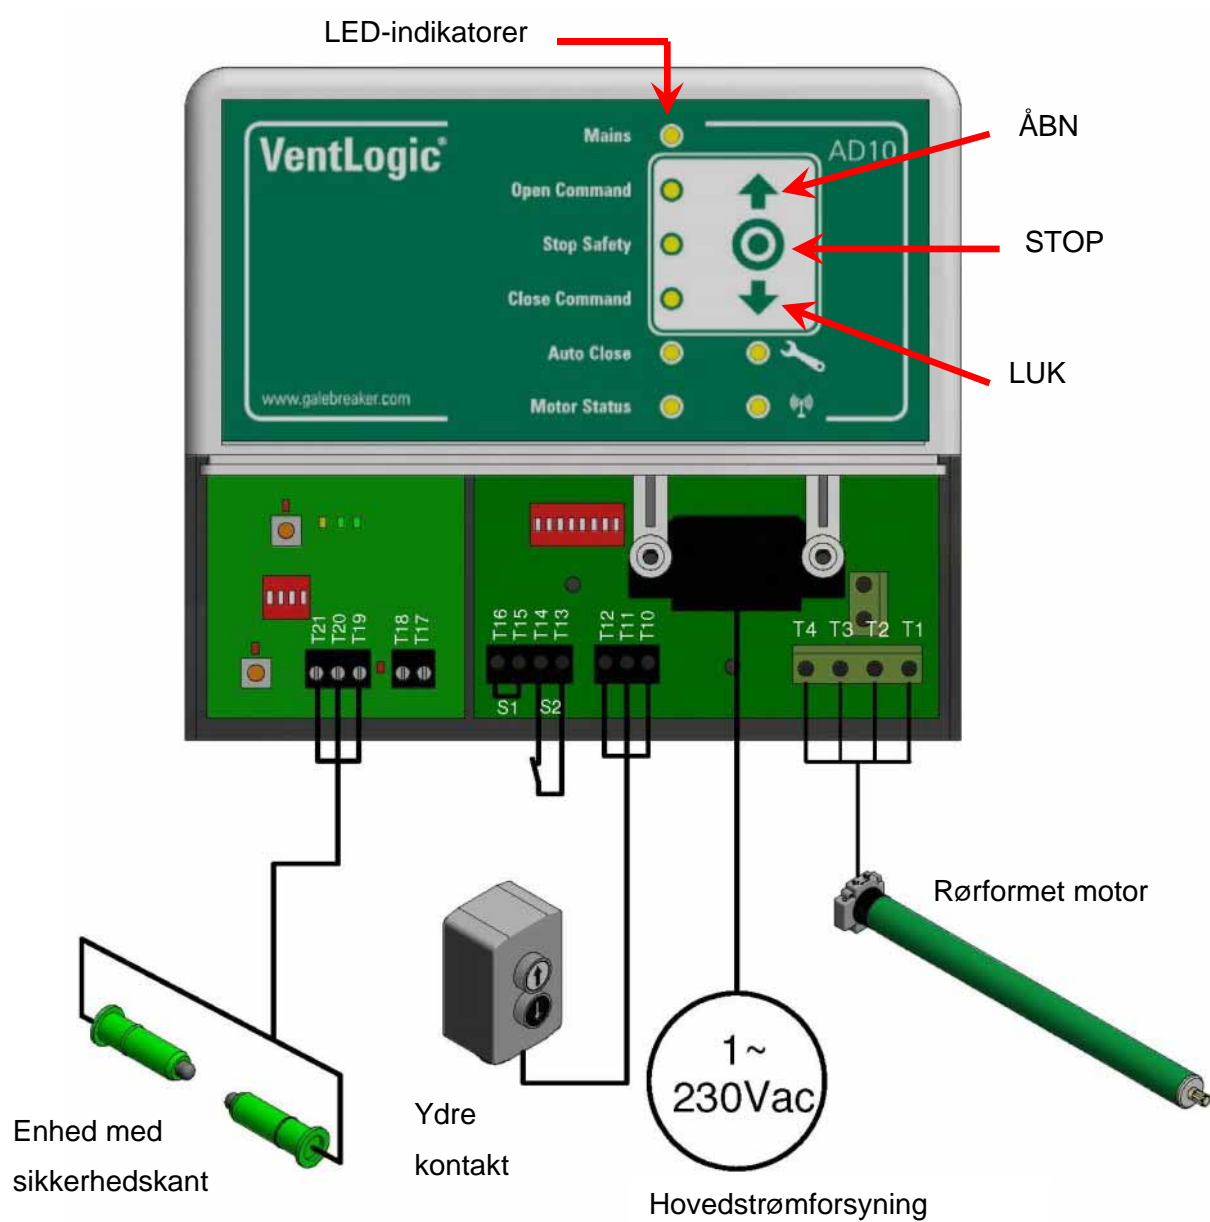 LED-indikatorer
VentLogic®
Mains
AD10
ÅBN
Open Command
Stop Safety
STOP
Close Command
LUK
Auto Close
www.galebreaker.com
Motor Status
T21 T20 T19
T18 T17
T16 T15 T14 T13
T12 T11 T10
T4 T3 T2 T1
S1 S2
Rørformet motor
1~
230Vac
Ydre
kontakt
Enhed med
sikkerhedskant
Hovedstrømforsyning